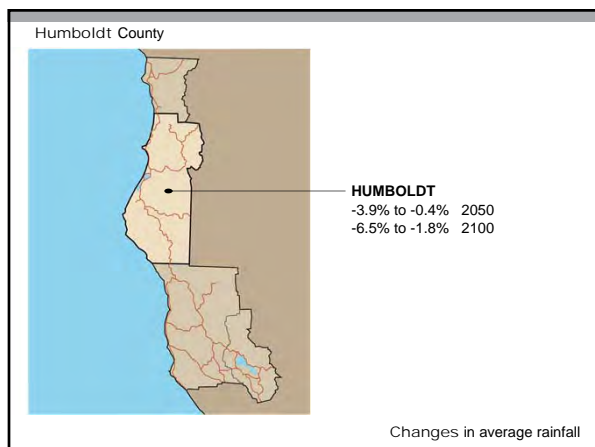 Humboldt County
HUMBOLDT
-3.9% to -0.4% 2050
-6.5% to -1.8% 2100
Changes in average rainfall